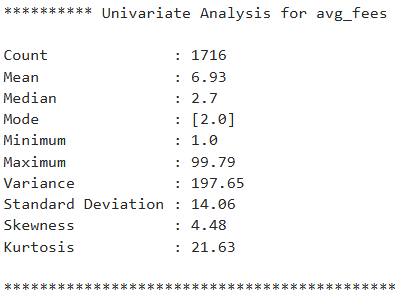 ********** Univariate Analysis for avg_fees
Count : 1716
Mean : 6.93
Median : 2.7
Mode : [2.0]
Minimum : 1.0
Maximum : 99.79
Variance : 197.65
Standard Deviation : 14.06
Skewness : 4.48
Kurtosis : 21.63
********************************************